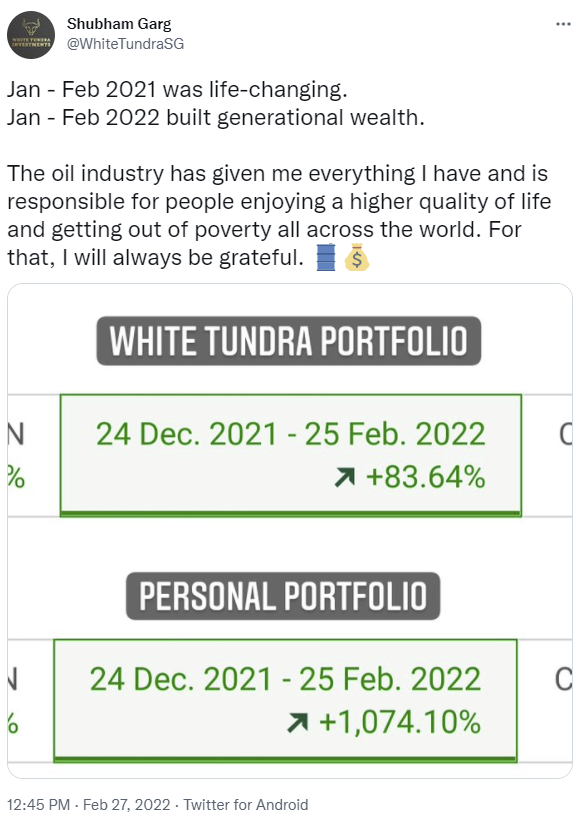 WHITE TUNDRA
INVESTMENTS
Shubham Garg
@WhiteTundraSG
Jan - Feb 2021 was life-changing.
Jan - Feb 2022 built generational wealth.
The oil industry has given me everything I have and is
responsible for people enjoying a higher quality of life
and getting out of poverty all across the world. For
that, I will always be grateful. 🛢️ 💰
WHITE TUNDRA PORTFOLIO
N 24 Dec. 2021 - 25 Feb. 2022 C
% +83.64%
PERSONAL PORTFOLIO
N 24 Dec. 2021 - 25 Feb. 2022 C
% +1,074.10%
12:45 PM · Feb 27, 2022 · Twitter for Android